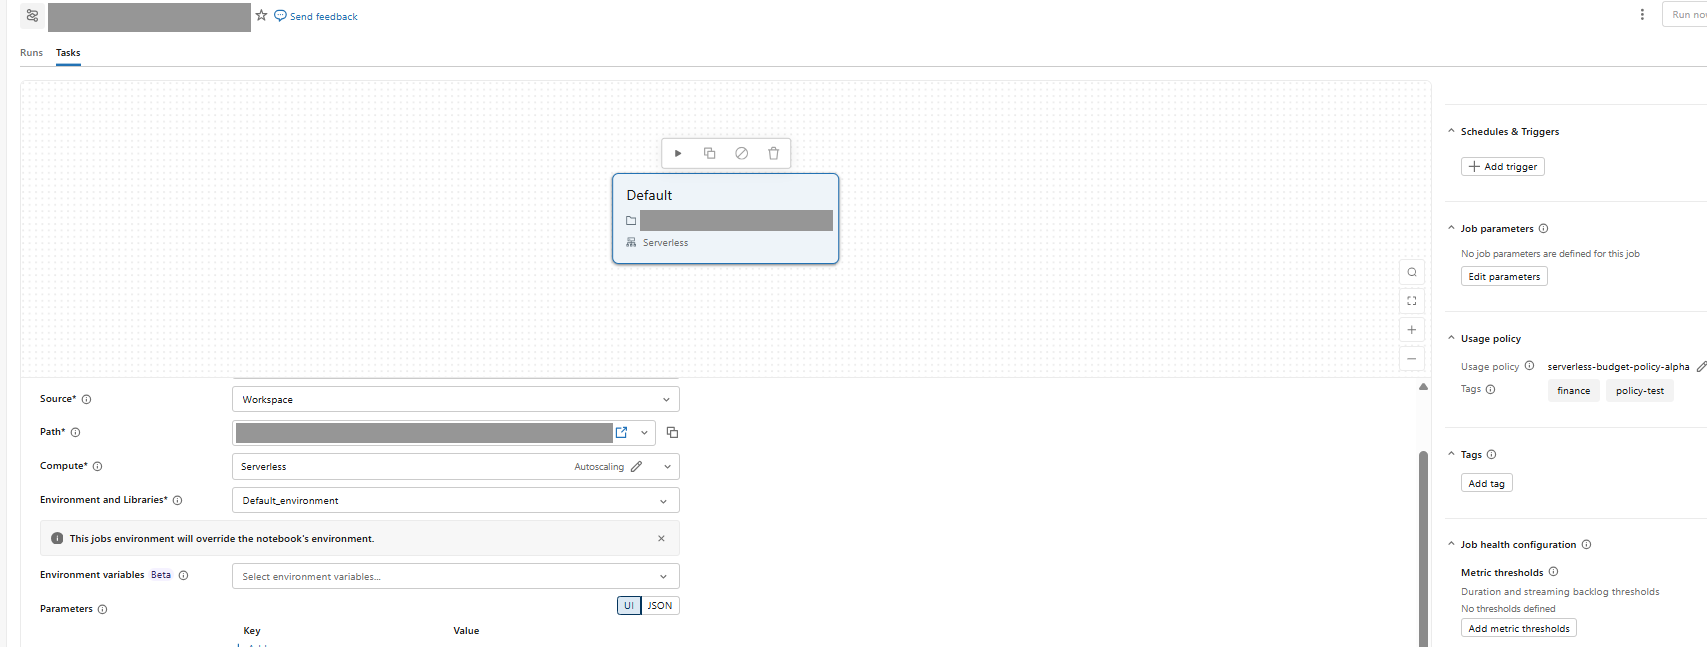 Send feedback
Run no
Runs
Tasks
Default
Serverless
Source*
Workspace
Path*
Compute*
Serverless
Autoscaling
Environment and Libraries*
Default_environment
This jobs environment will override the notebook's environment.
Environment variables Beta
Select environment variables...
Parameters
UI
JSON
Key
Value
Schedules & Triggers
Add trigger
Job parameters
No job parameters are defined for this job
Edit parameters
Usage policy
Usage policy
serverless-budget-policy-alpha
Tags
finance
policy-test
Tags
Add tag
Job health configuration
Metric thresholds
Duration and streaming backlog thresholds
No thresholds defined
Add metric thresholds